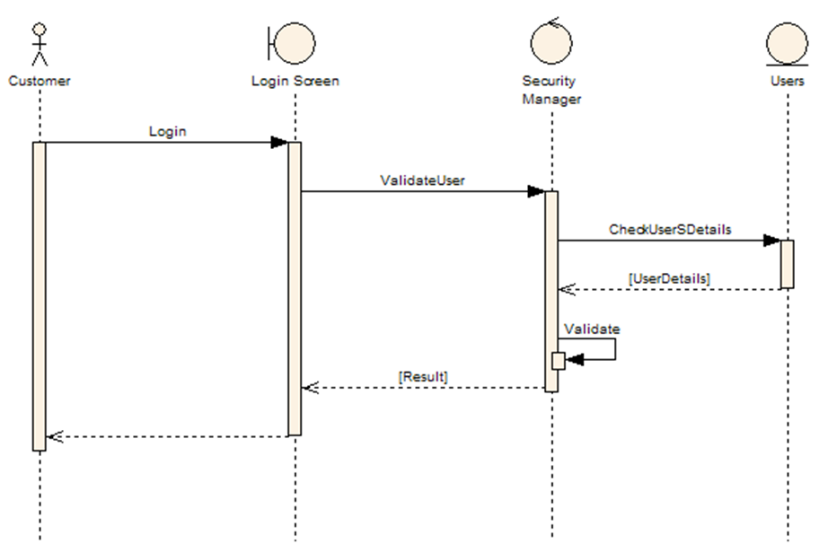 Customer
Login Screen
Security
Manager
Users
Login
ValidateUser
CheckUserSDetails
[UserDetails]
Validate
[Result]